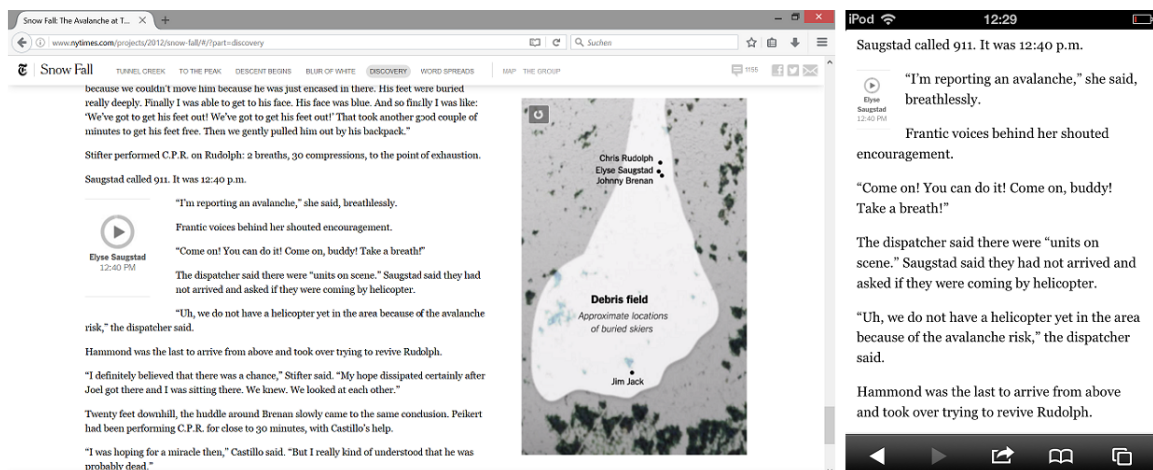 Snow Fall: The Avalanche at T...
www.nytimes.com/projects/2012/snow-fall/#/?part=discovery
Suchen
Snow Fall
TUNNEL CREEK TO THE PEAK DESCENT BEGINS BLUR OF WHITE DISCOVERY WORD SPREADS MAP THE GROUP 1155
because we couldn't move him because he was just encased in there. His feet were buried
really deeply. Finally I was able to get to his face. His face was blue. And so finally I was like:
‘We've got to get his feet out! We've got to get his feet out!’ That took another good couple of
minutes to get his feet free. Then we gently pulled him out by his backpack.”
Stifter performed C.P.R. on Rudolph: 2 breaths, 30 compressions, to the point of exhaustion.
Saugstad called 911. It was 12:40 p.m.
Elyse Saugstad
12:40 PM
“I'm reporting an avalanche,” she said, breathlessly.
Frantic voices behind her shouted encouragement.
“Come on! You can do it! Come on, buddy! Take a breath!”
The dispatcher said there were “units on scene.” Saugstad said they had
not arrived and asked if they were coming by helicopter.
“Uh, we do not have a helicopter yet in the area because of the avalanche
risk,” the dispatcher said.
Hammond was the last to arrive from above and took over trying to revive Rudolph.
“I definitely believed that there was a chance,” Stifter said. “My hope dissipated certainly after
Joel got there and I was sitting there. We knew. We looked at each other.”
Twenty feet downhill, the huddle around Brenan slowly came to the same conclusion. Peikert
had been performing C.P.R. for close to 30 minutes, with Castillo's help.
“I was hoping for a miracle then,” Castillo said. “But I really kind of understood that he was
probably dead.”
Chris Rudolph
Elyse Saugstad
Johnny Brenan
Debris field
Approximate locations
of buried skiers
Jim Jack
iPod 12:29
Saugstad called 911. It was 12:40 p.m.
Elyse
Saugstad
12:40 PM
“I'm reporting an avalanche,” she said,
breathlessly.
Frantic voices behind her shouted
encouragement.
“Come on! You can do it! Come on, buddy!
Take a breath!”
The dispatcher said there were “units on
scene.” Saugstad said they had not arrived and
asked if they were coming by helicopter.
“Uh, we do not have a helicopter yet in the area
because of the avalanche risk,” the dispatcher
said.
Hammond was the last to arrive from above
and took over trying to revive Rudolph.